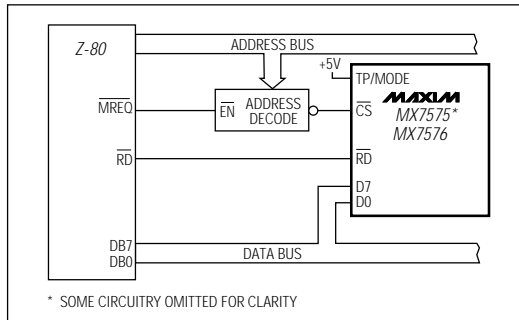 Z-80
ADDRESS BUS
+5V
TP/MODE
MAXIM
MREQ
EN
ADDRESS
DECODE
CS
MX7575*
MX7576
RD
RD
D7
D0
DB7
DB0
DATA BUS
* SOME CIRCUITRY OMITTED FOR CLARITY